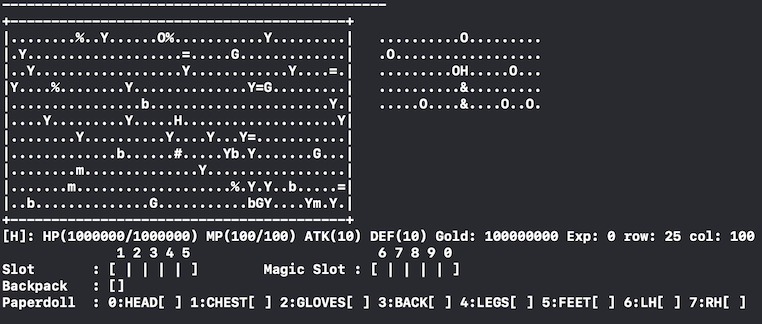 ------------------------------------------------
+-----------------------------------------+
|........%..Y......O%...........Y.........|   ..........O.........
|.Y...................=.....G.............|   .O..................
|..Y..................Y............Y....=.|   .........OH.....O...
|Y....%........Y..............Y=G.........|   ..........&.........
|................b......................Y.|   .....O....&....O..O.
|....Y.........Y.....H...................Y|
|........Y..........Y....Y...Y=...........|
|.............b......#.....Yb.Y.......G...|
|........m..............Y.................|
|.......m...................%.Y.Y..b.....=|
|..b..............G...........bGY....Ym.Y.|
+-----------------------------------------+
[H]: HP(1000000/1000000) MP(100/100) ATK(10) DEF(10) Gold: 100000000 Exp: 0 row: 25 col: 100
1 2 3 4 5                       6 7 8 9 0
Slot       : [ | | | | ]        Magic Slot : [ | | | | ]
Backpack   : []
Paperdoll  : 0:HEAD[ ] 1:CHEST[ ] 2:GLOVES[ ] 3:BACK[ ] 4:LEGS[ ] 5:FEET[ ] 6:LH[ ] 7:RH[ ]